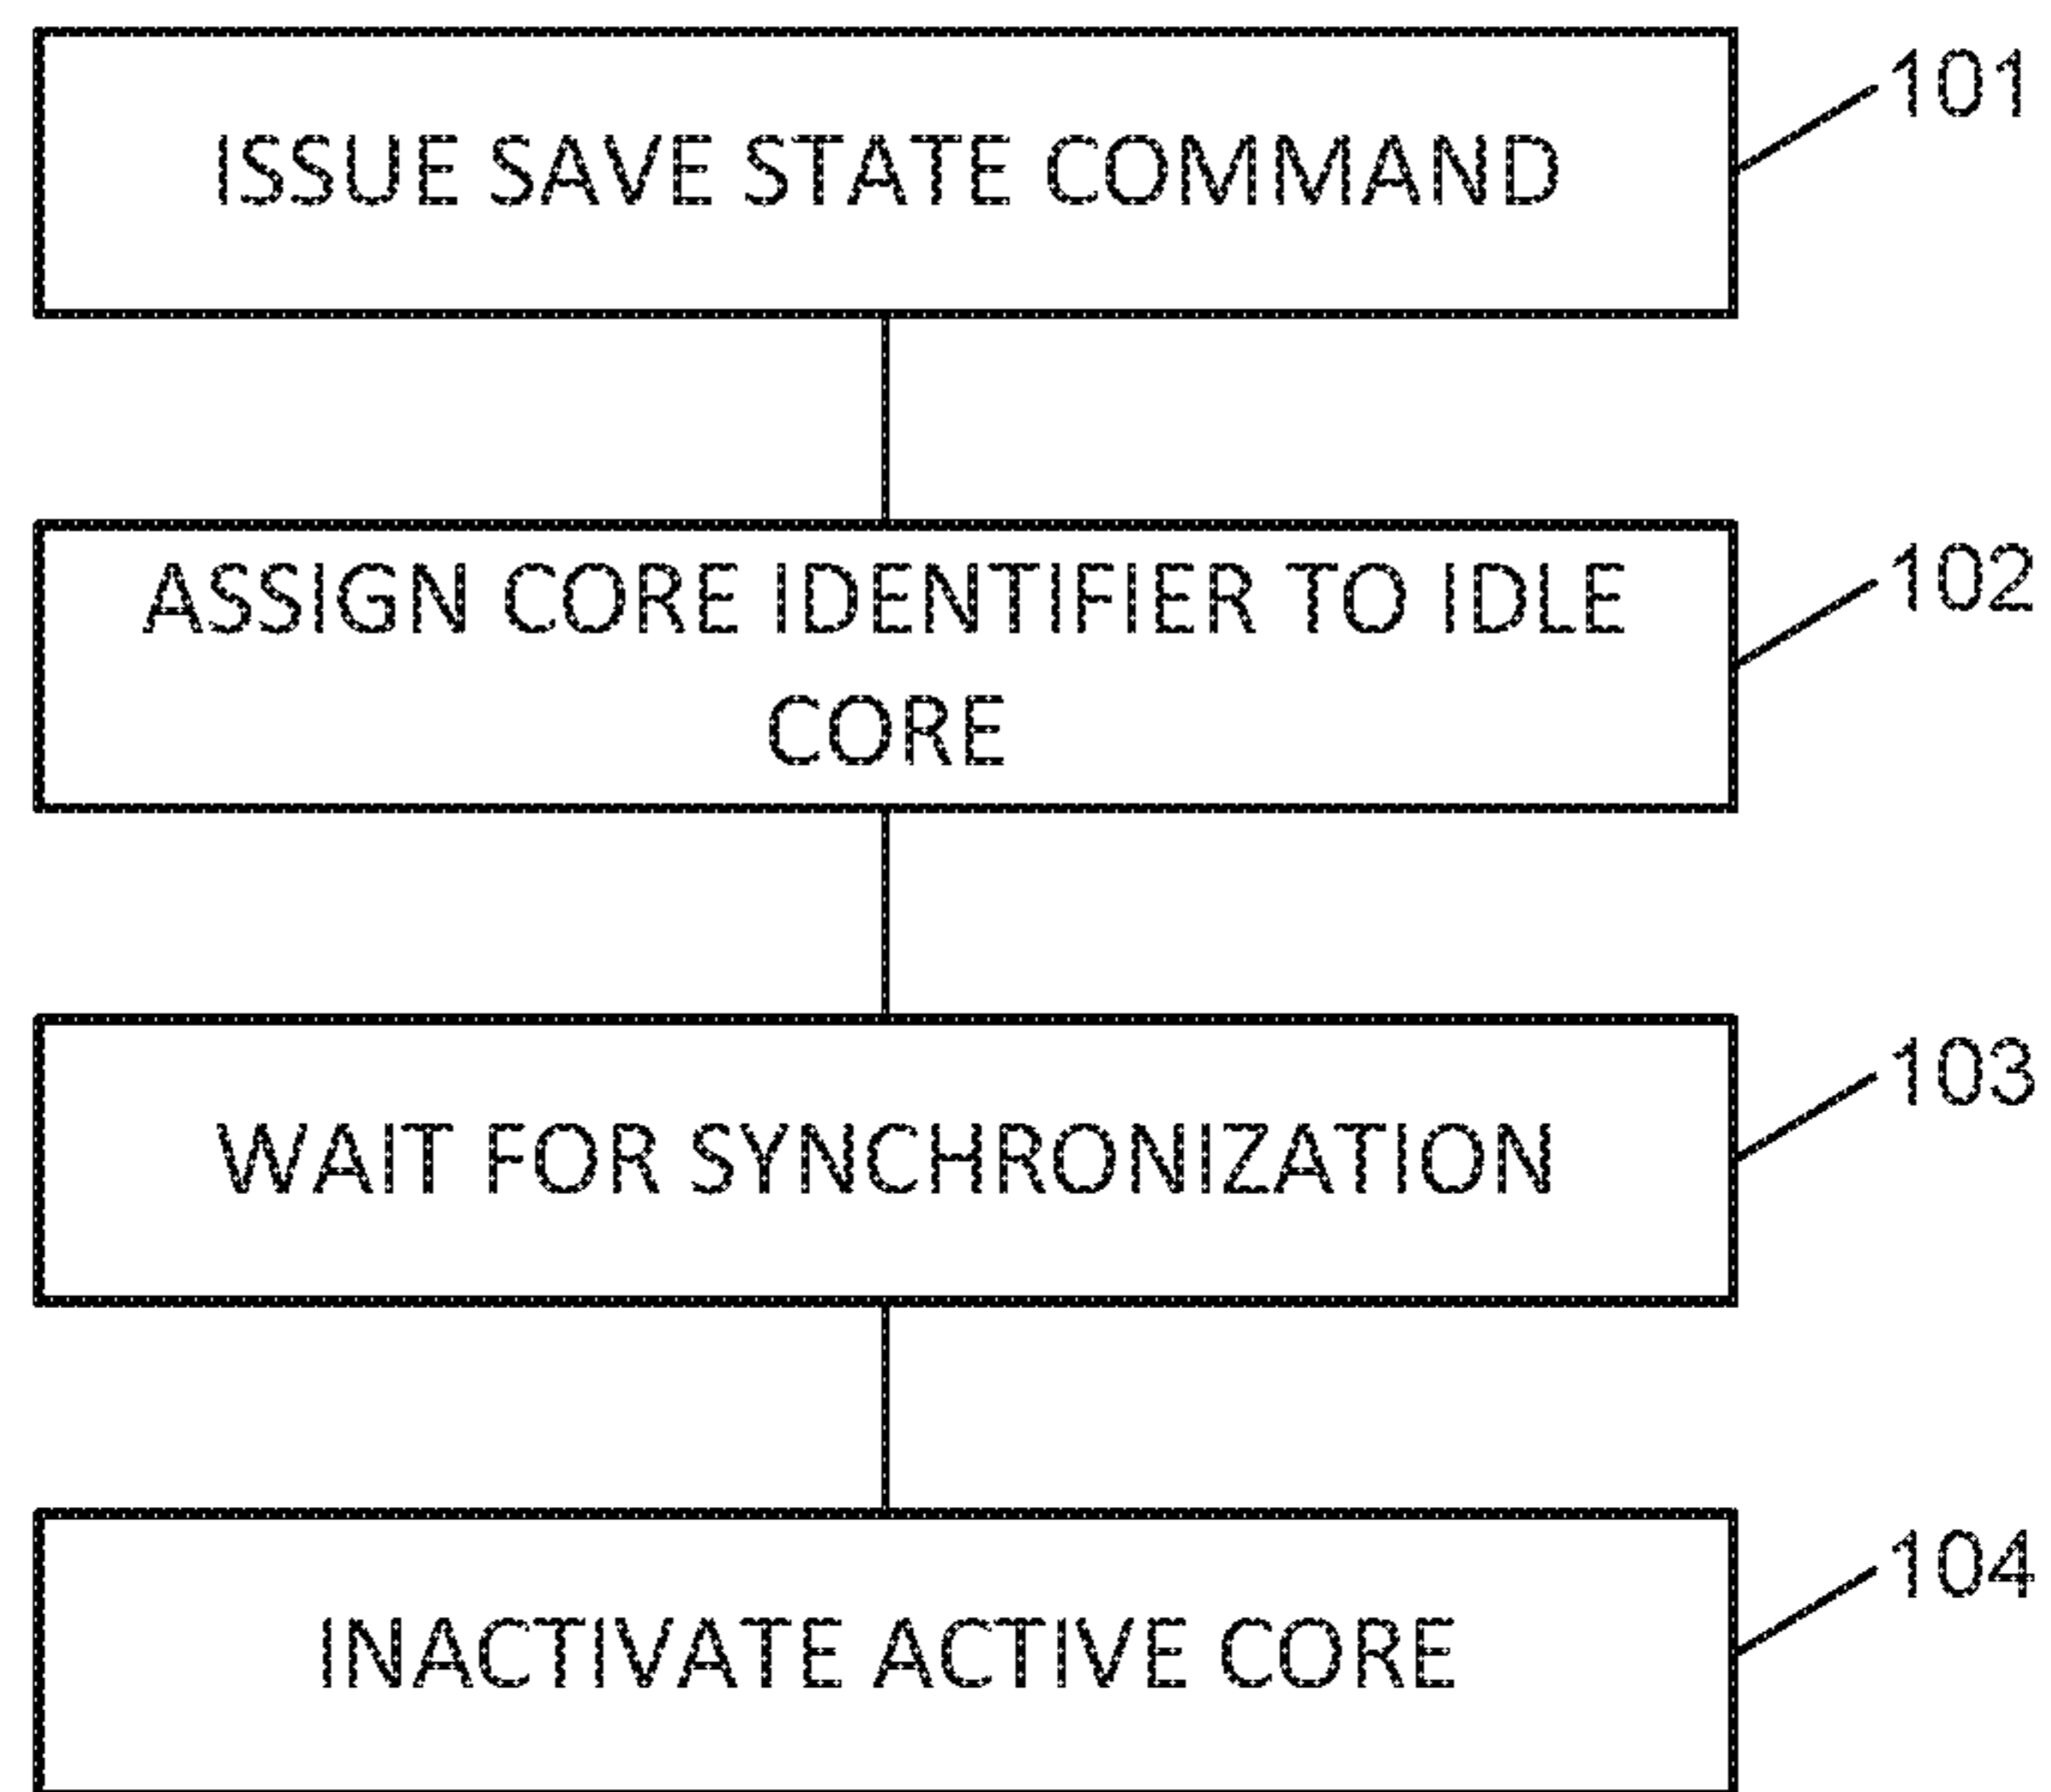 ISSUE SAVE STATE COMMAND
101
ASSIGN CORE IDENTIFIER TO IDLE
CORE
102
WAIT FOR SYNCHRONIZATION
103
INACTIVATE ACTIVE CORE
104